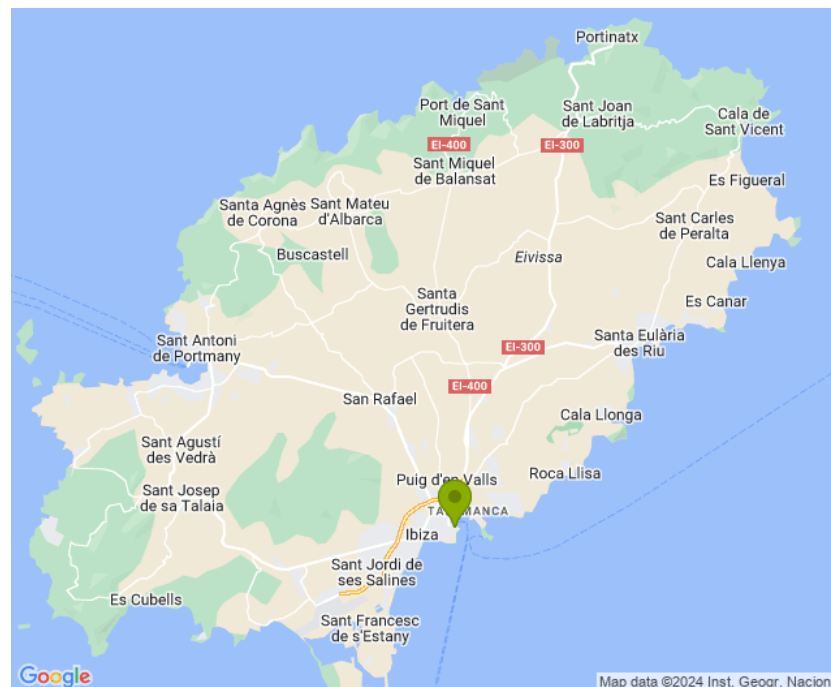 Portinatx
Port de Sant
Miquel
Sant Joan
de Labritja
Cala de
Sant Vicent
EI-400
EI-300
Sant Miquel
de Balansat
Es Figueral
Santa Agnès
de Corona
Sant Mateu
d'Albarca
Sant Carles
de Peralta
Buscastell
Eivissa
Cala Llenya
Santa
Gertrudis
de Fruitera
Es Canar
Sant Antoni
de Portmany
Santa Eulària
des Riu
EI-300
EI-400
San Rafael
Cala Llonga
Sant Agustí
des Vedrà
Roca Llisa
Puig d'en Valls
Sant Josep
de sa Talaia
TALAMANCA
Ibiza
Sant Jordi de
ses Salines
Es Cubells
Sant Francesc
de s'Estany
Google
Map data ©2024 Inst. Geogr. Nacion